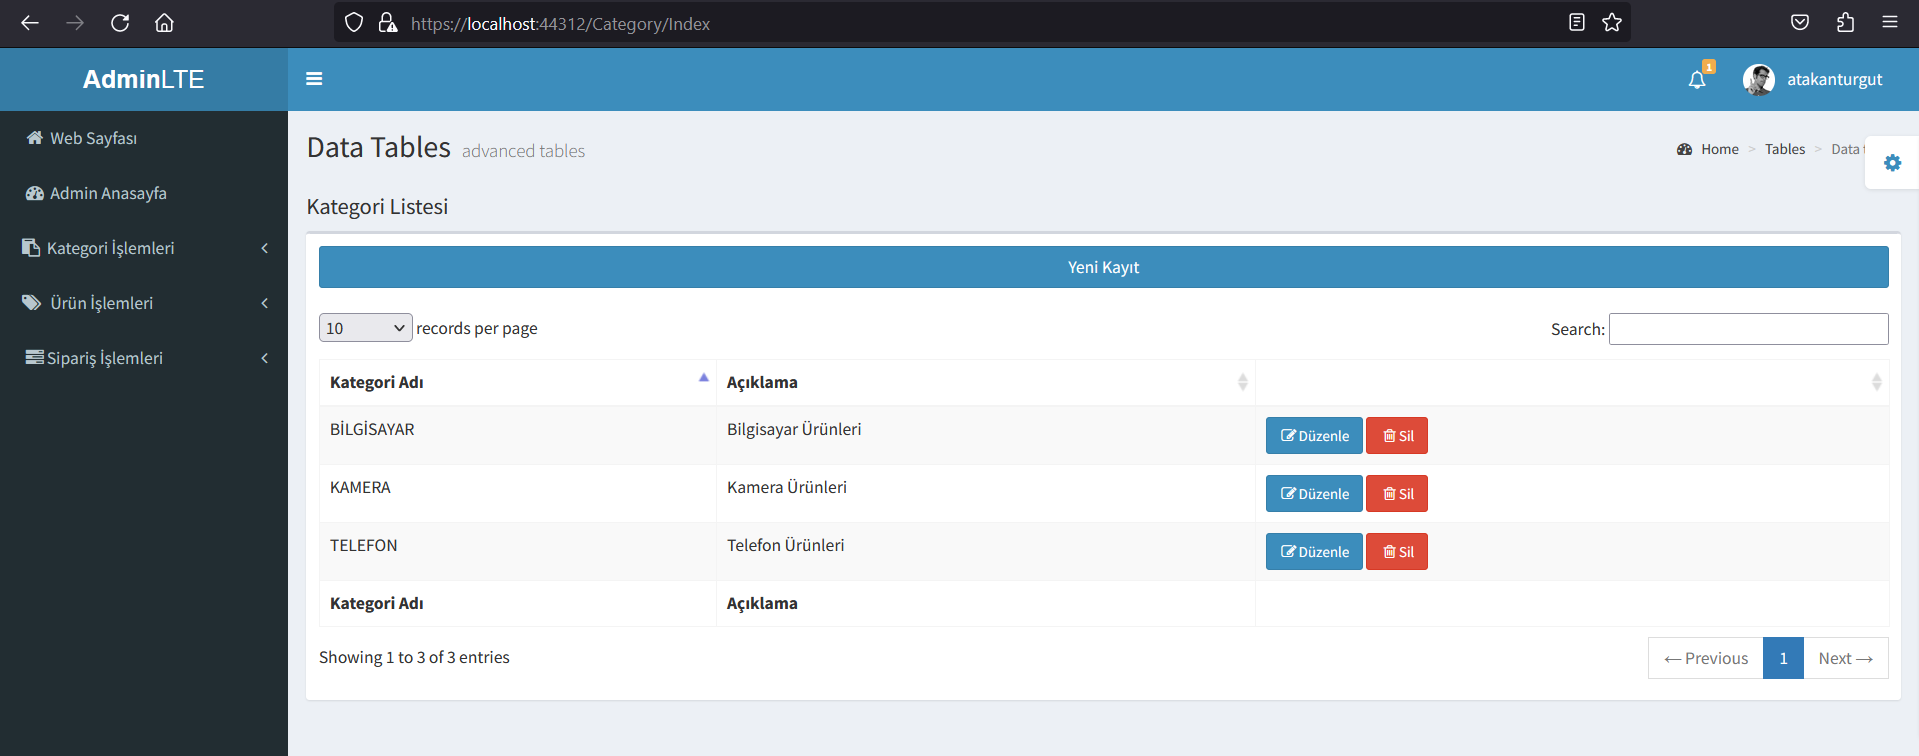 https://localhost:44312/Category/Index
AdminLTE
1
atakanturgut
Web Sayfası
Admin Anasayfa
Kategori İşlemleri
Ürün İşlemleri
Sipariş İşlemleri
Data Tables advanced tables
Home > Tables > Data
Kategori Listesi
Yeni Kayıt
10 records per page
Search:
Kategori Adı Açıklama
BİLGİSAYAR Bilgisayar Ürünleri Düzenle Sil
KAMERA Kamera Ürünleri Düzenle Sil
TELEFON Telefon Ürünleri Düzenle Sil
Kategori Adı Açıklama
Showing 1 to 3 of 3 entries
← Previous 1 Next →